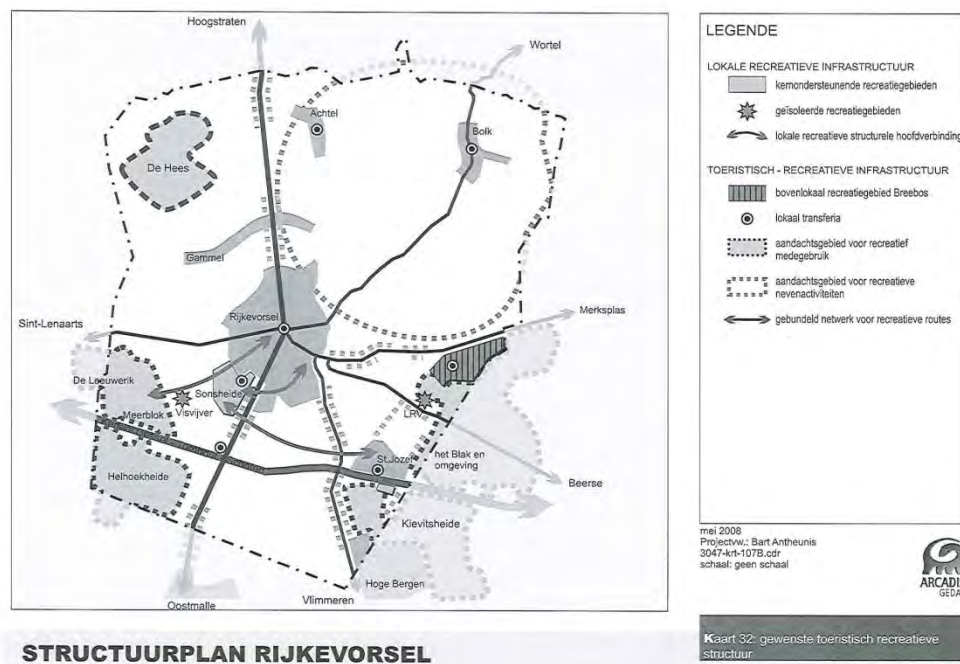 Hoogstraten
Wortel
Achtel
Bolk
De Hees
Gammel
Rijkevorsel
Merksplas
Sint-Lenaarts
De Leeuwerik
Sonsheide
Meerblok
Visvijver
LRV
St.Jozef
het Blak en
omgeving
Helhoekheide
Beerse
Kievitsheide
Hoge Bergen
Oostmalle
Vlimmeren
STRUCTUURPLAN RIJKEVORSEL
LEGENDE
LOKALE RECREATIEVE INFRASTRUCTUUR
kernondersteunende recreatiegebieden
geïsoleerde recreatiegebieden
lokale recreatieve structurele hoofdverbinding
TOERISTISCH - RECREATIEVE INFRASTRUCTUUR
bovenlokaal recreatiegebied Breebos
lokaal transferia
aandachtsgebied voor recreatief
medegebruik
aandachtsgebied voor recreatieve
nevenactiviteiten
gebundeld netwerk voor recreatieve routes
mei 2008
Projectvw.: Bart Antheunis
3047-krt-107B.cdr
schaal: geen schaal
ARCADIS
GEDAS
Kaart 32: gewenste toeristisch recreatieve
structuur